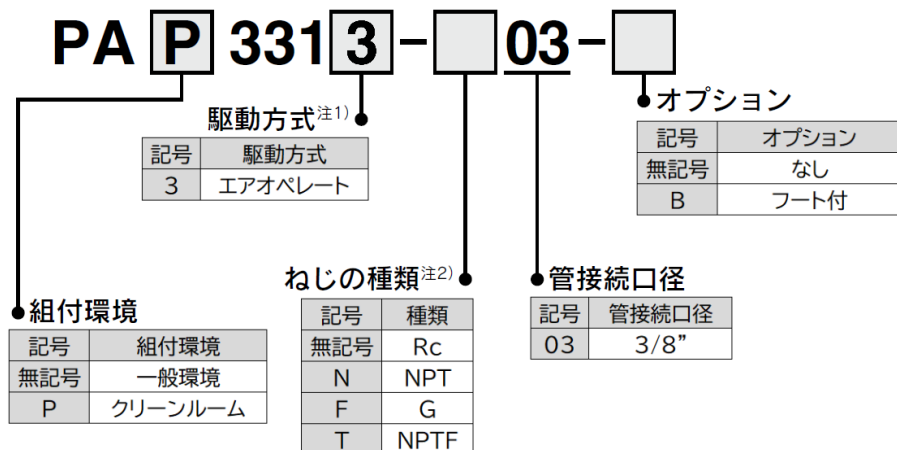 PA P 331 3 - 03 -
駆動方式注1)
記号 駆動方式
3 エアオペレート
オプション
記号 オプション
無記号 なし
B フート付
組付環境
記号 組付環境
無記号 一般環境
P クリーンルーム
ねじの種類注2)
記号 種類
無記号 Rc
N NPT
F G
T NPTF
管接続口径
記号 管接続口径
03 3/8”